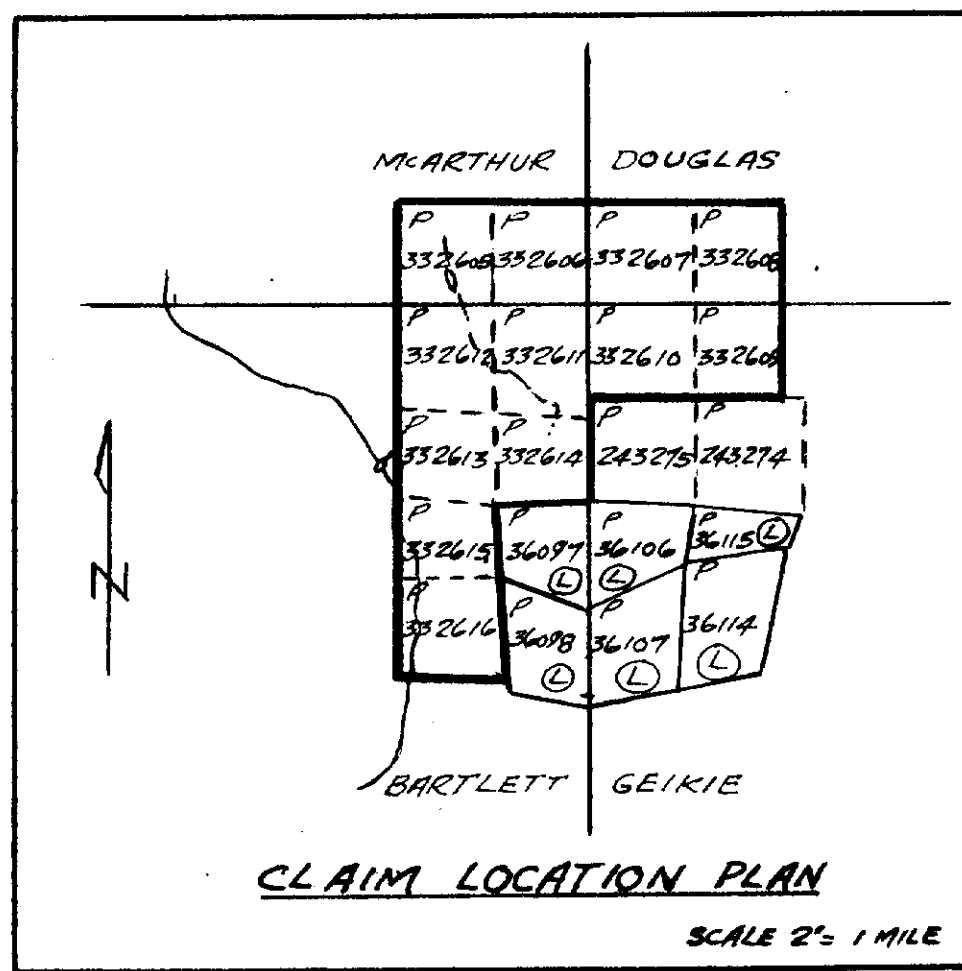 McARTHUR DOUGLAS
P P P P
332605 332606 332607 332608
P P P P
332612 332611 332610 332609
P P P P
332613 332614 243275 243274
P P P P
332615 36097 36106 36115 L
L L
P P P P
332616 36098 36107 36114
L L L
N
BARTLETT GEIKIE
CLAIM LOCATION PLAN
SCALE 2"= 1 MILE